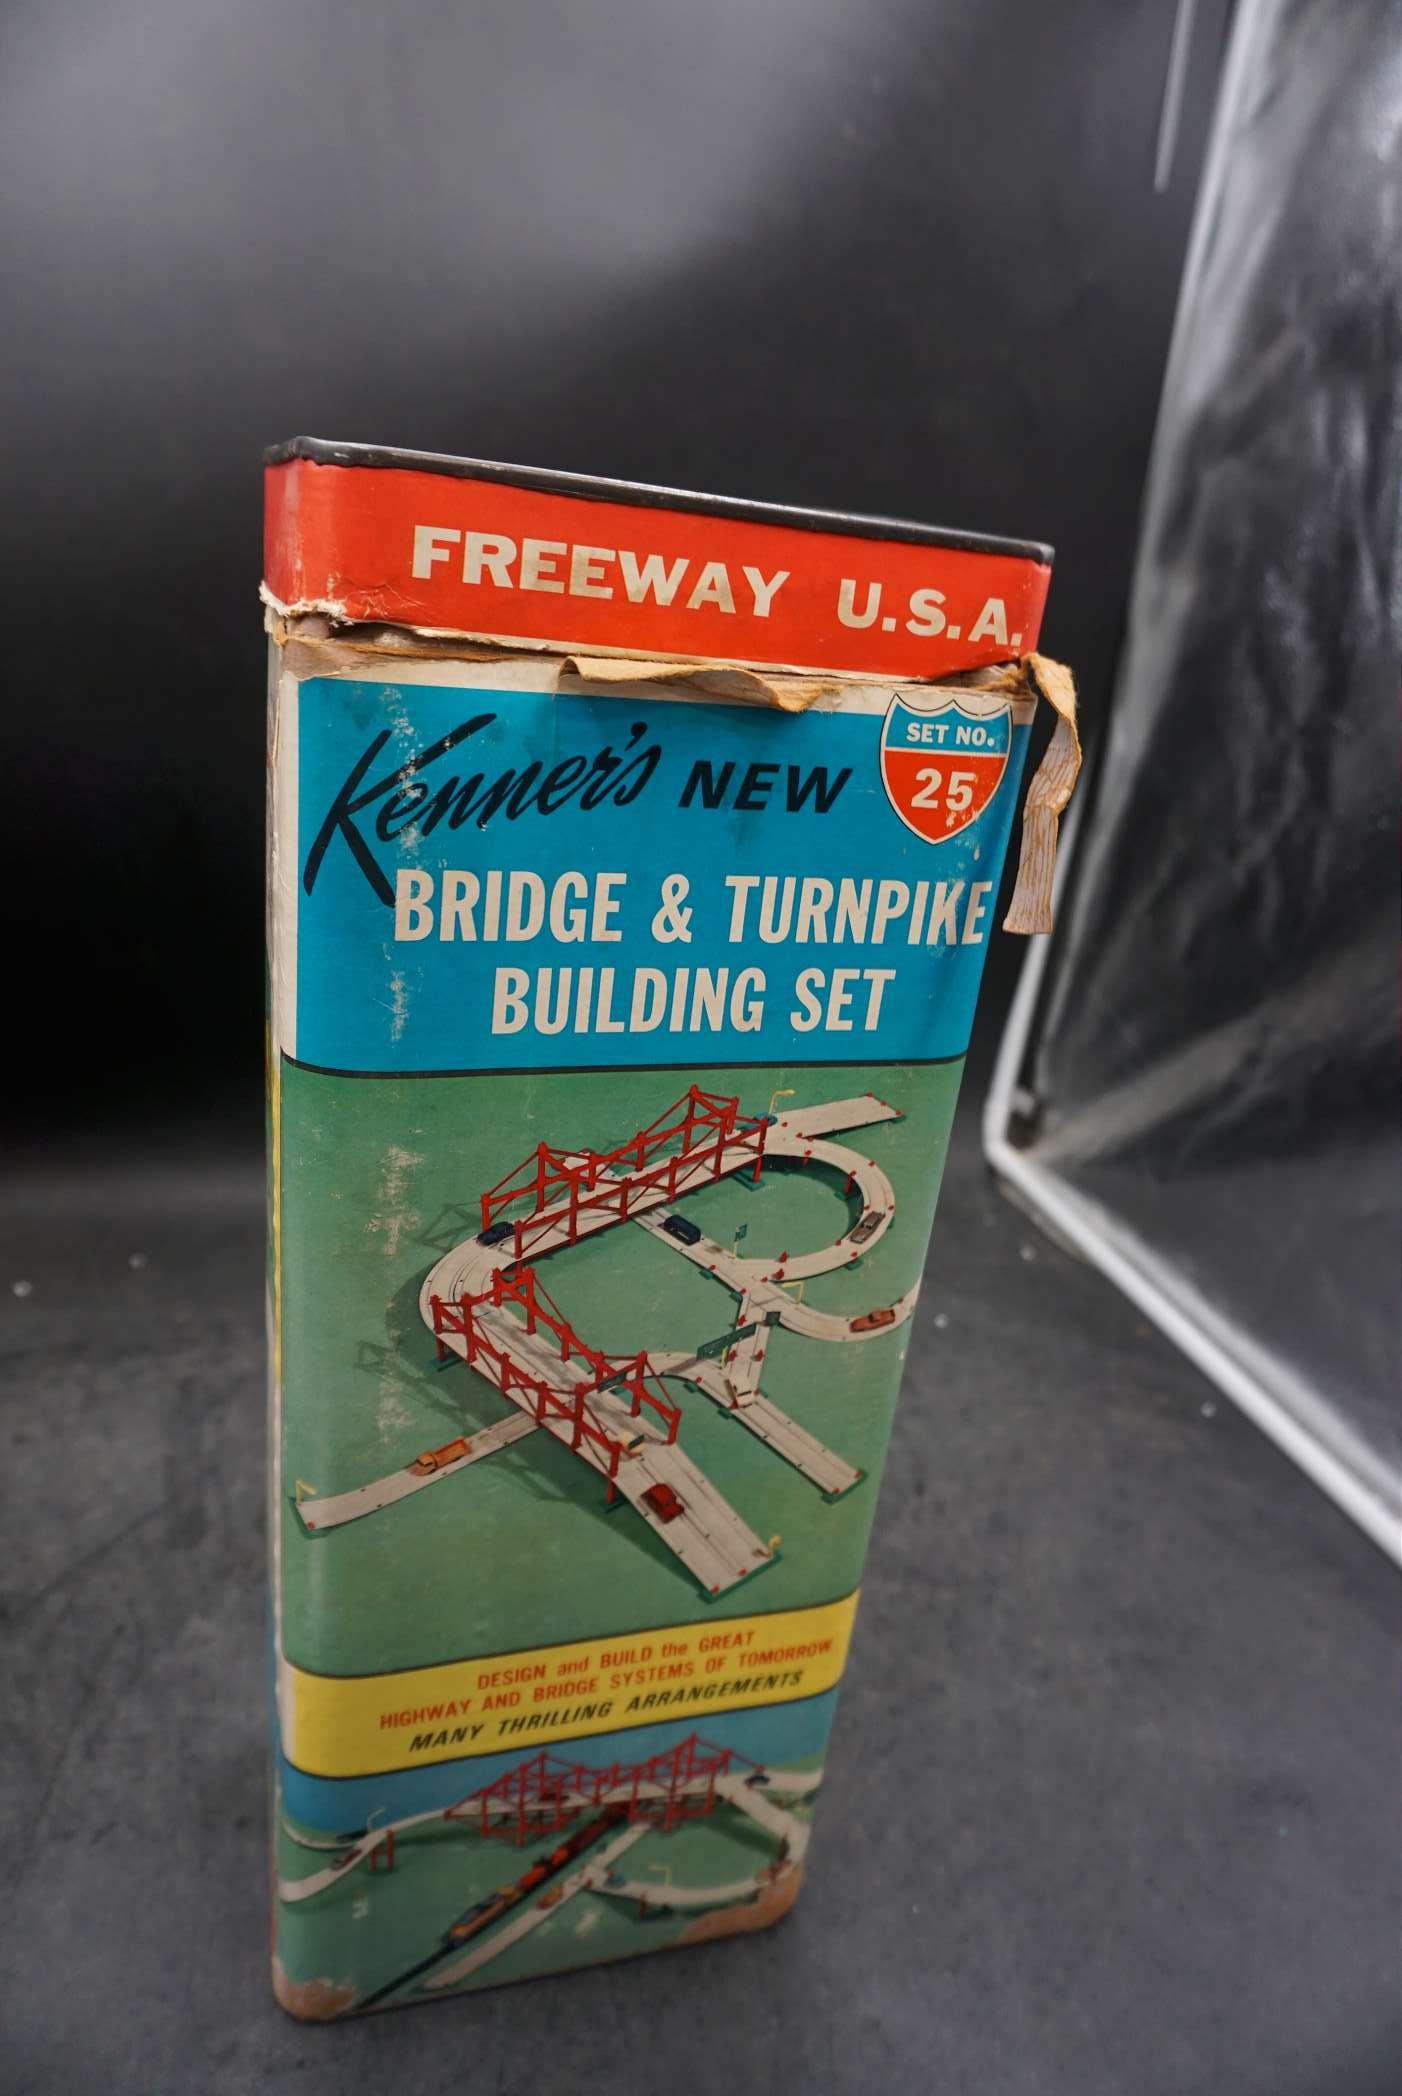 FREEWAY U.S.A.
Kenner's NEW
SET NO.
25
BRIDGE & TURNPIKE
BUILDING SET
DESIGN and BUILD the GREAT
HIGHWAY AND BRIDGE SYSTEMS OF TOMORROW
MANY THRILLING ARRANGEMENTS